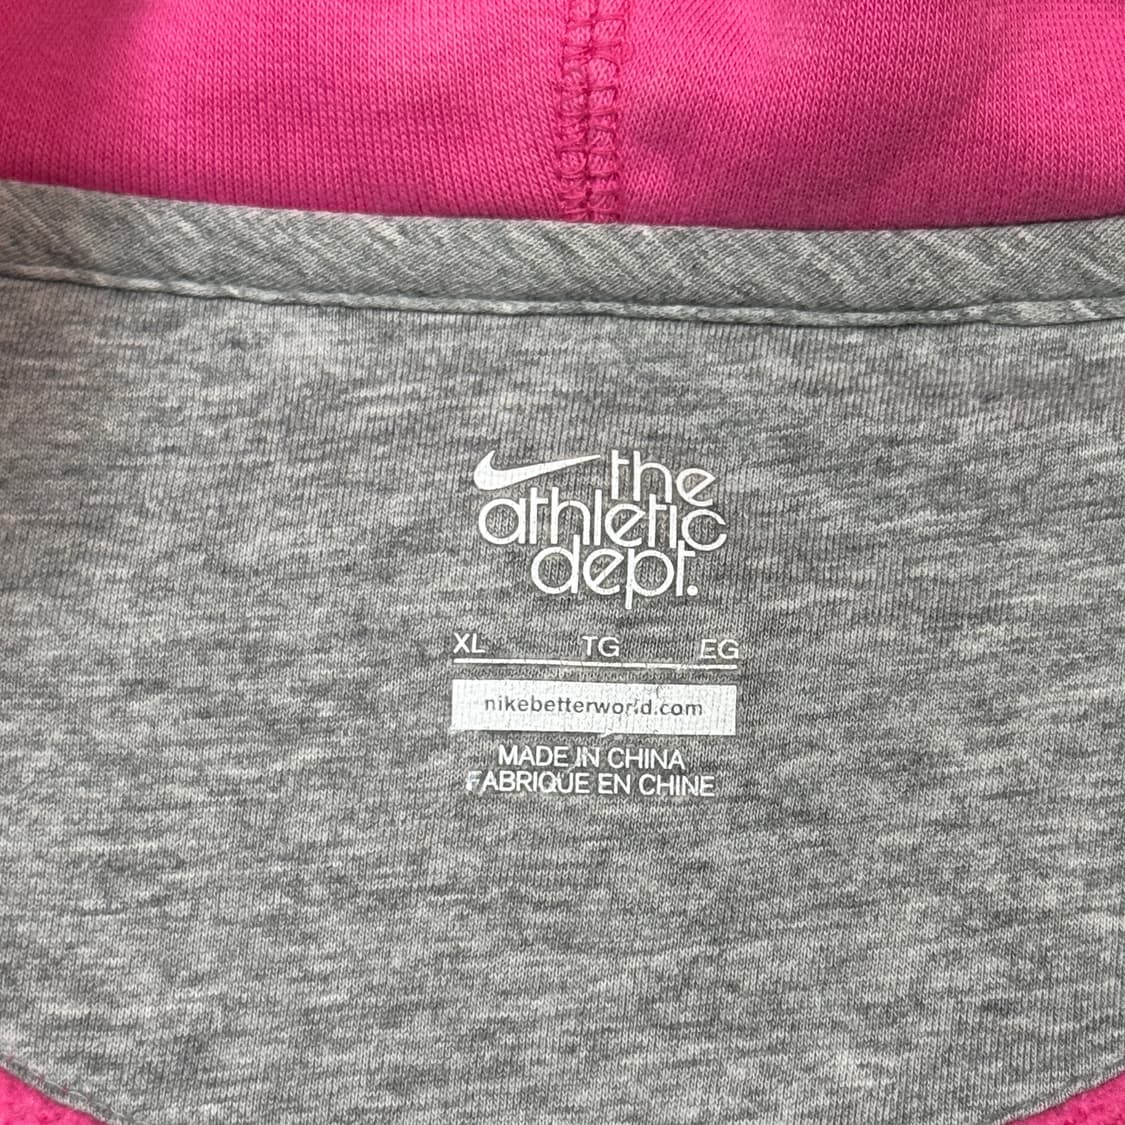 the
athletic
dept.
XL TG EG
nikebetterworld.com
MADE IN CHINA
FABRIQUE EN CHINE